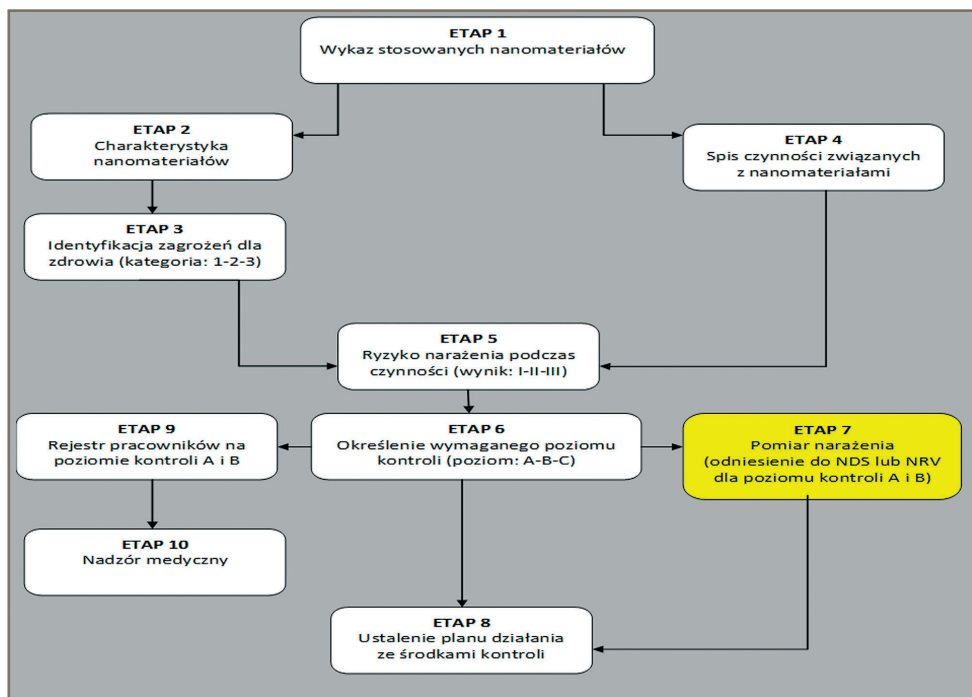 ETAP 1
Wykaz stosowanych nanomateriałów
ETAP 2
Charakterystyka
nanomateriałów
ETAP 4
Spis czynności związanych
z nanomateriałami
ETAP 3
Identyfikacja zagrożeń dla
zdrowia (kategoria: 1-2-3)
ETAP 5
Ryzyko narażenia podczas
czynności (wynik: I-II-III)
ETAP 9
Rejestr pracowników na
poziomie kontroli A i B
ETAP 6
Określenie wymaganego poziomu
kontroli (poziom: A-B-C)
ETAP 7
Pomiar narażenia
(odniesienie do NDS lub NRV
dla poziomu kontroli A i B)
ETAP 10
Nadzór medyczny
ETAP 8
Ustalenie planu działania
ze środkami kontroli